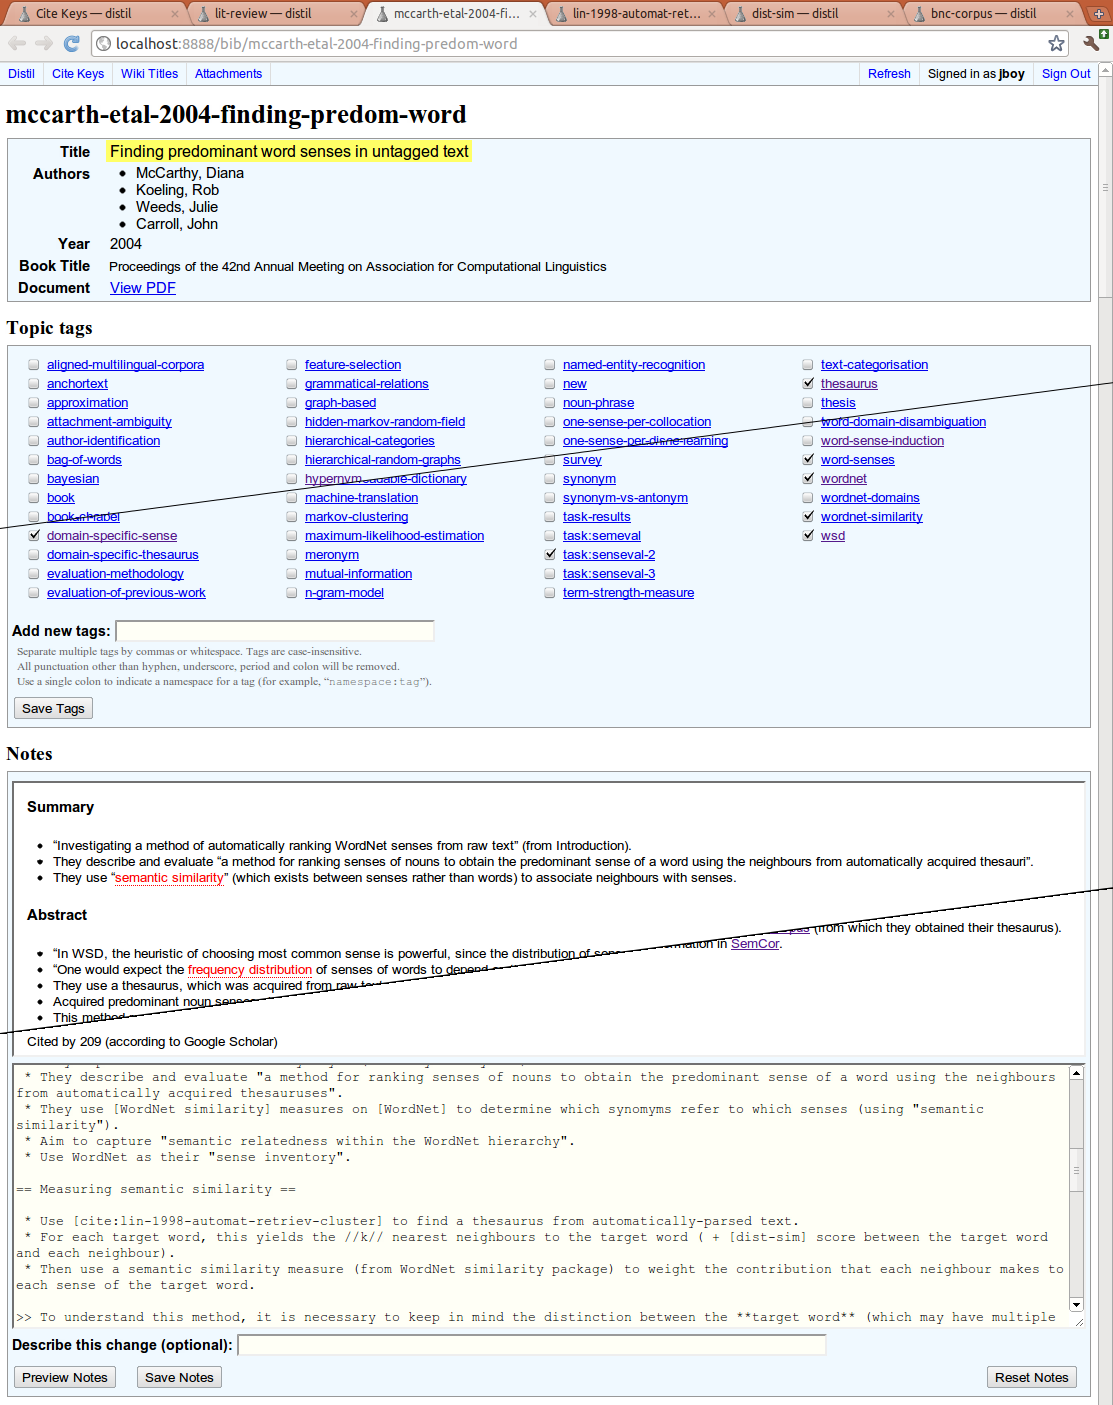 Cite Keys — distil
lit-review — distil
mccarth-etal-2004-fi...
lin-1998-automat-ret...
dist-sim — distil
bnc-corpus — distil
localhost:8888/bib/mccarth-etal-2004-finding-predom-word
Distil Cite Keys Wiki Titles Attachments Refresh Signed in as jboy Sign Out
mccarth-etal-2004-finding-predom-word
Title Finding predominant word senses in untagged text
Authors • McCarthy, Diana
• Koeling, Rob
• Weeds, Julie
• Carroll, John
Year 2004
Book Title Proceedings of the 42nd Annual Meeting on Association for Computational Linguistics
Document View PDF
Topic tags
aligned-multilingual-corpora
anchortext
approximation
attachment-ambiguity
author-identification
bag-of-words
bayesian
book
book-chapel
domain-specific-sense
domain-specific-thesaurus
evaluation-methodology
evaluation-of-previous-work
feature-selection
grammatical-relations
graph-based
hidden-markov-random-field
hierarchical-categories
hierarchical-random-graphs
hypernym-adable-dictionary
machine-translation
markov-clustering
maximum-likelihood-estimation
meronym
mutual-information
n-gram-model
named-entity-recognition
new
noun-phrase
one-sense-per-collocation
one-sense-per-disc-learning
survey
synonym
synonym-vs-antonym
task-results
task:semeval
task:senseval-2
task:senseval-3
term-strength-measure
text-categorisation
thesaurus
thesis
word-domain-disambiguation
word-sense-induction
word-senses
wordnet
wordnet-domains
wordnet-similarity
wsd
Add new tags:
Separate multiple tags by commas or whitespace. Tags are case-insensitive.
All punctuation other than hyphen, underscore, period and colon will be removed.
Use a single colon to indicate a namespace for a tag (for example, “namespace:tag”).
Save Tags
Notes
Summary
• “Investigating a method of automatically ranking WordNet senses from raw text” (from Introduction).
• They describe and evaluate “a method for ranking senses of nouns to obtain the predominant sense of a word using the neighbours from automatically acquired thesauri”.
• They use “semantic similarity” (which exists between senses rather than words) to associate neighbours with senses.
Abstract
(from which they obtained their thesaurus).
in SemCor.
• “In WSD, the heuristic of choosing most common sense is powerful, since the distribution of
• “One would expect the frequency distribution of senses of words to depend
• They use a thesaurus, which was acquired from raw
• Acquired predominant noun
• This method
Cited by 209 (according to Google Scholar)
* They describe and evaluate "a method for ranking senses of nouns to obtain the predominant sense of a word using the neighbours
from automatically acquired thesauruses".
* They use [WordNet similarity] measures on [WordNet] to determine which synomyms refer to which senses (using "semantic
similarity").
* Aim to capture "semantic relatedness within the WordNet hierarchy".
* Use WordNet as their "sense inventory".
== Measuring semantic similarity ==
* Use [cite:lin-1998-automat-retriev-cluster] to find a thesaurus from automatically-parsed text.
* For each target word, this yields the //k// nearest neighbours to the target word ( + [dist-sim] score between the target word
and each neighbour).
* Then use a semantic similarity measure (from WordNet similarity package) to weight the contribution that each neighbour makes to
each sense of the target word.
>> To understand this method, it is necessary to keep in mind the distinction between the **target word** (which may have multiple
Describe this change (optional):
Preview Notes Save Notes Reset Notes